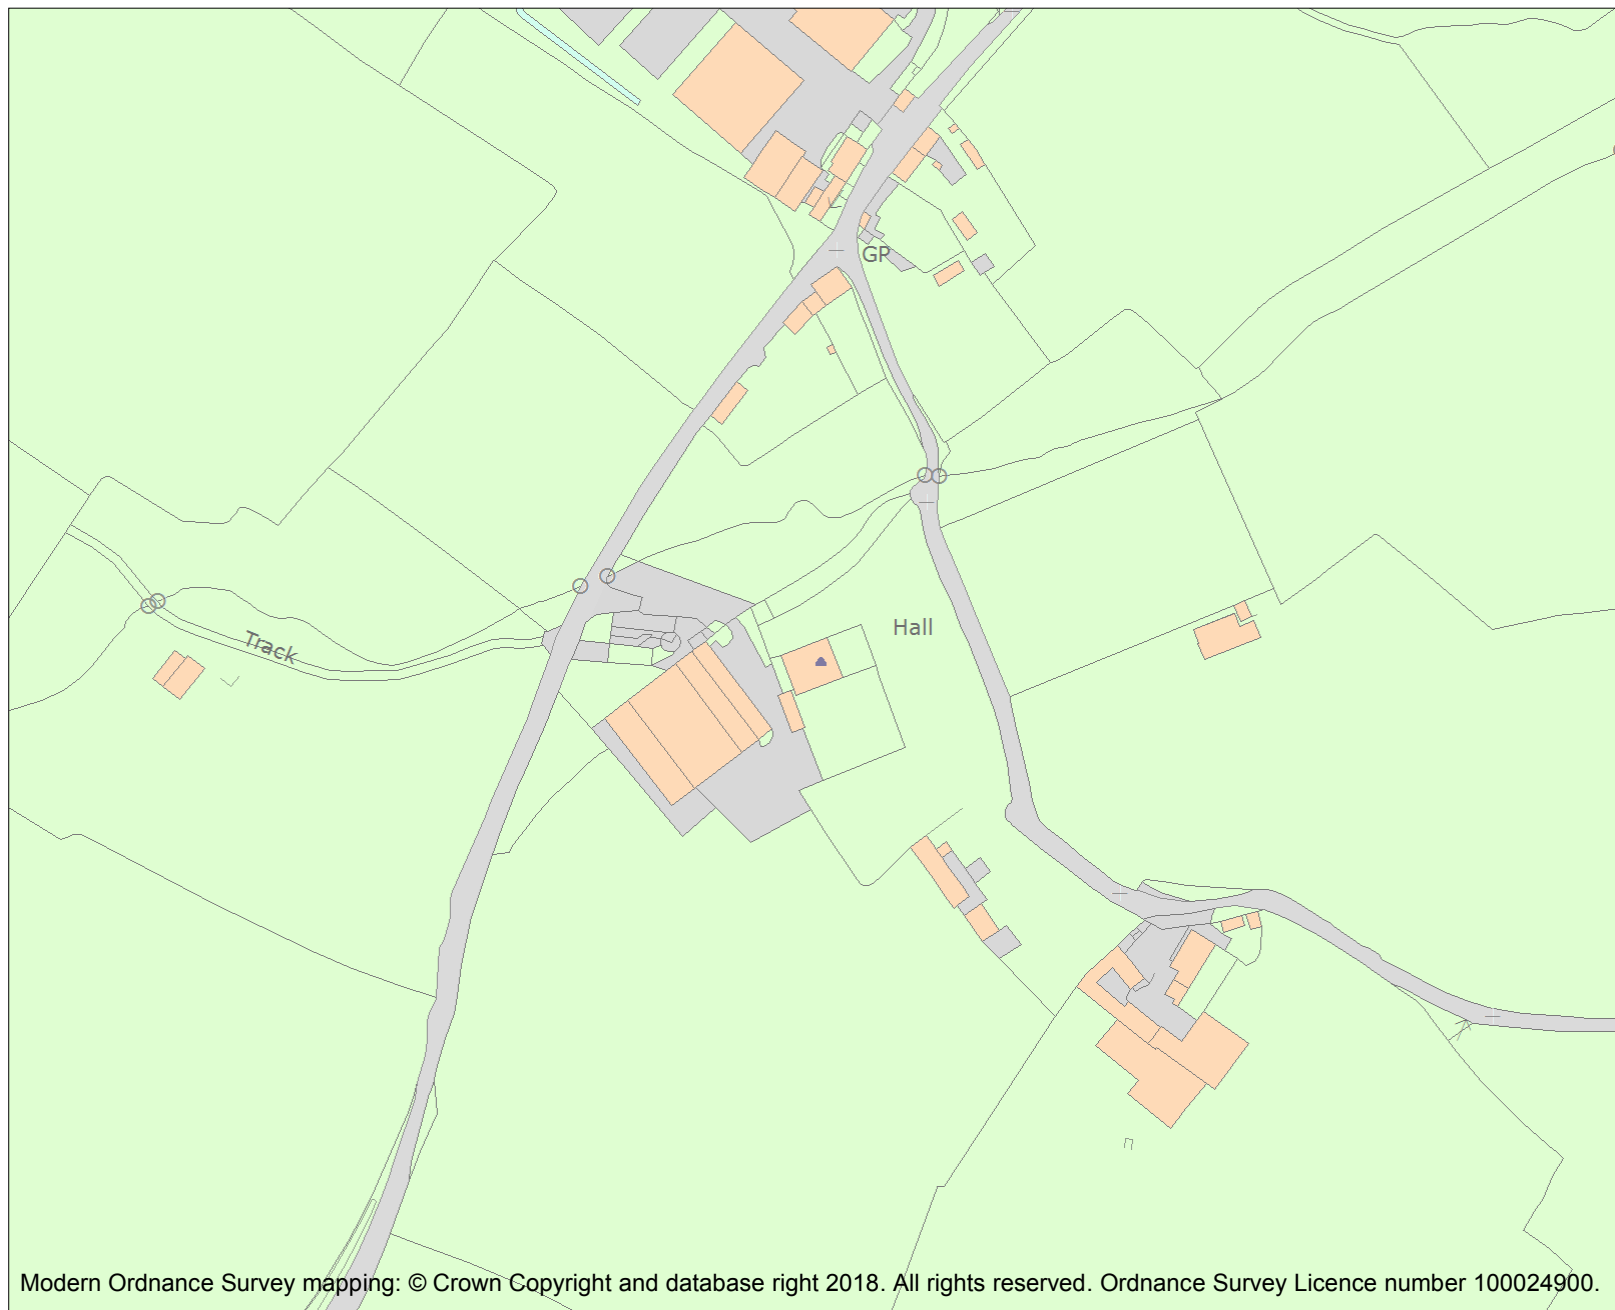 GP
Hall
Track
Modern Ordnance Survey mapping: © Crown Copyright and database right 2018. All rights reserved. Ordnance Survey Licence number 100024900.